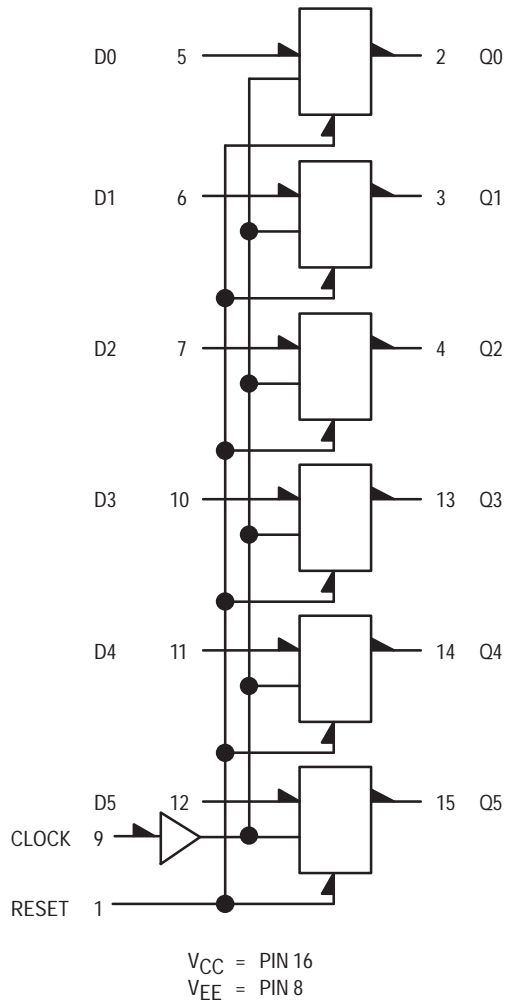 D0 5 2 Q0
D1 6 3 Q1
D2 7 4 Q2
D3 10 13 Q3
D4 11 14 Q4
D5 12 15 Q5
CLOCK 9
RESET 1
VCC = PIN 16
VEE = PIN 8